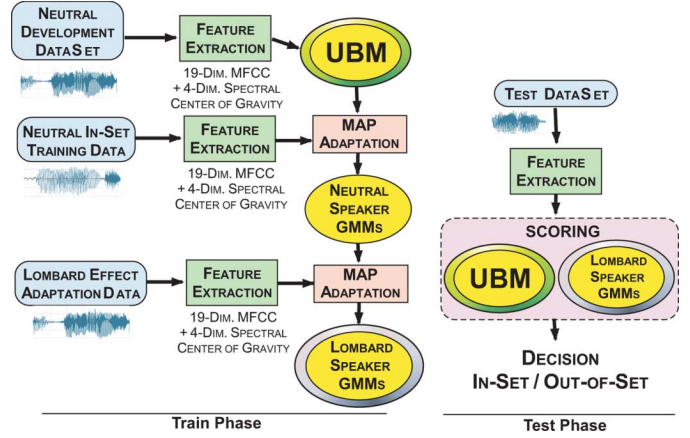 NEUTRAL
DEVELOPMENT
DATASET
FEATURE
EXTRACTION
UBM
19-DIM. MFCC
+ 4-DIM. SPECTRAL
CENTER OF GRAVITY
NEUTRAL IN-SET
TRAINING DATA
FEATURE
EXTRACTION
MAP
ADAPTATION
19-DIM. MFCC
+ 4-DIM. SPECTRAL
CENTER OF GRAVITY
NEUTRAL
SPEAKER
GMMS
LOMBARD EFFECT
ADAPTATION DATA
FEATURE
EXTRACTION
MAP
ADAPTATION
19-DIM. MFCC
+ 4-DIM. SPECTRAL
CENTER OF GRAVITY
LOMBARD
SPEAKER
GMMS
Train Phase
TEST DATASET
FEATURE
EXTRACTION
SCORING
UBM
LOMBARD
SPEAKER
GMMS
DECISION
IN-SET / OUT-OF-SET
Test Phase